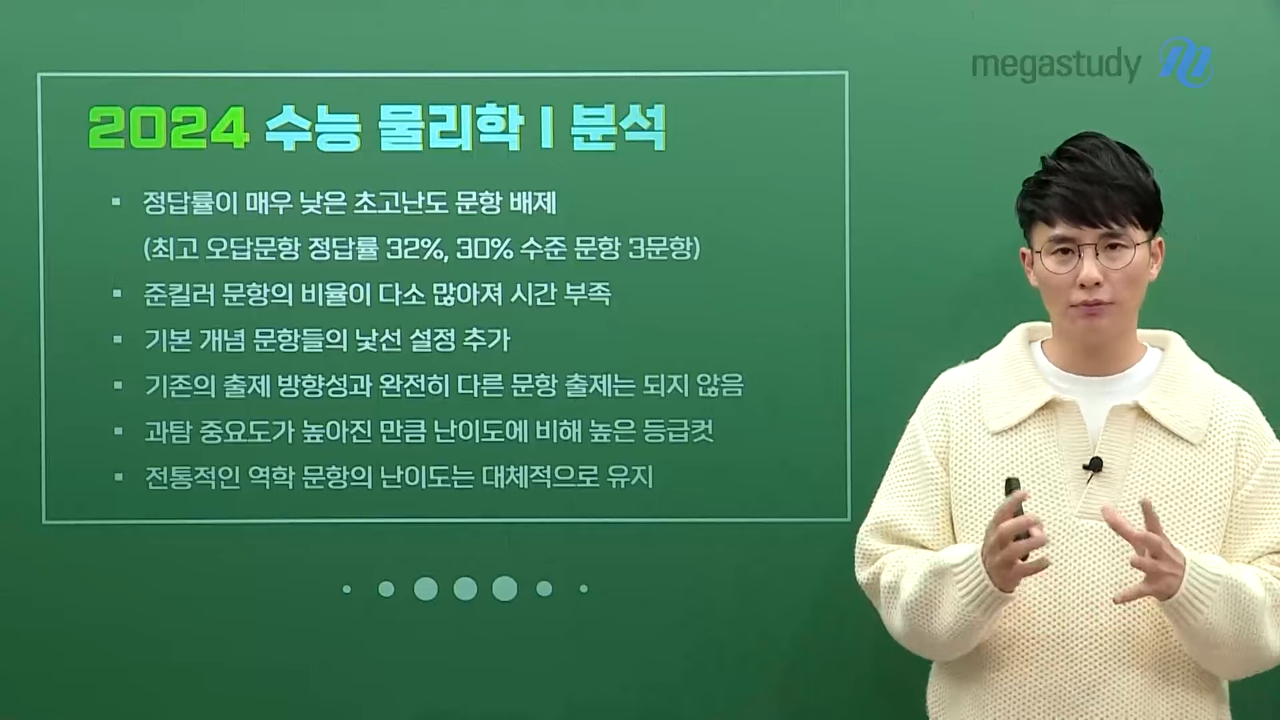 megastudy
2024 수능 물리학 I 분석
▪ 정답률이 매우 낮은 초고난도 문항 배제
(최고 오답문항 정답률 32%, 30% 수준 문항 3문항)
▪ 준킬러 문항의 비율이 다소 많아져 시간 부족
▪ 기본 개념 문항들의 낯선 설정 추가
▪ 기존의 출제 방향성과 완전히 다른 문항 출제는 되지 않음
▪ 과탐 중요도가 높아진 만큼 난이도에 비해 높은 등급컷
▪ 전통적인 역학 문항의 난이도는 대체적으로 유지